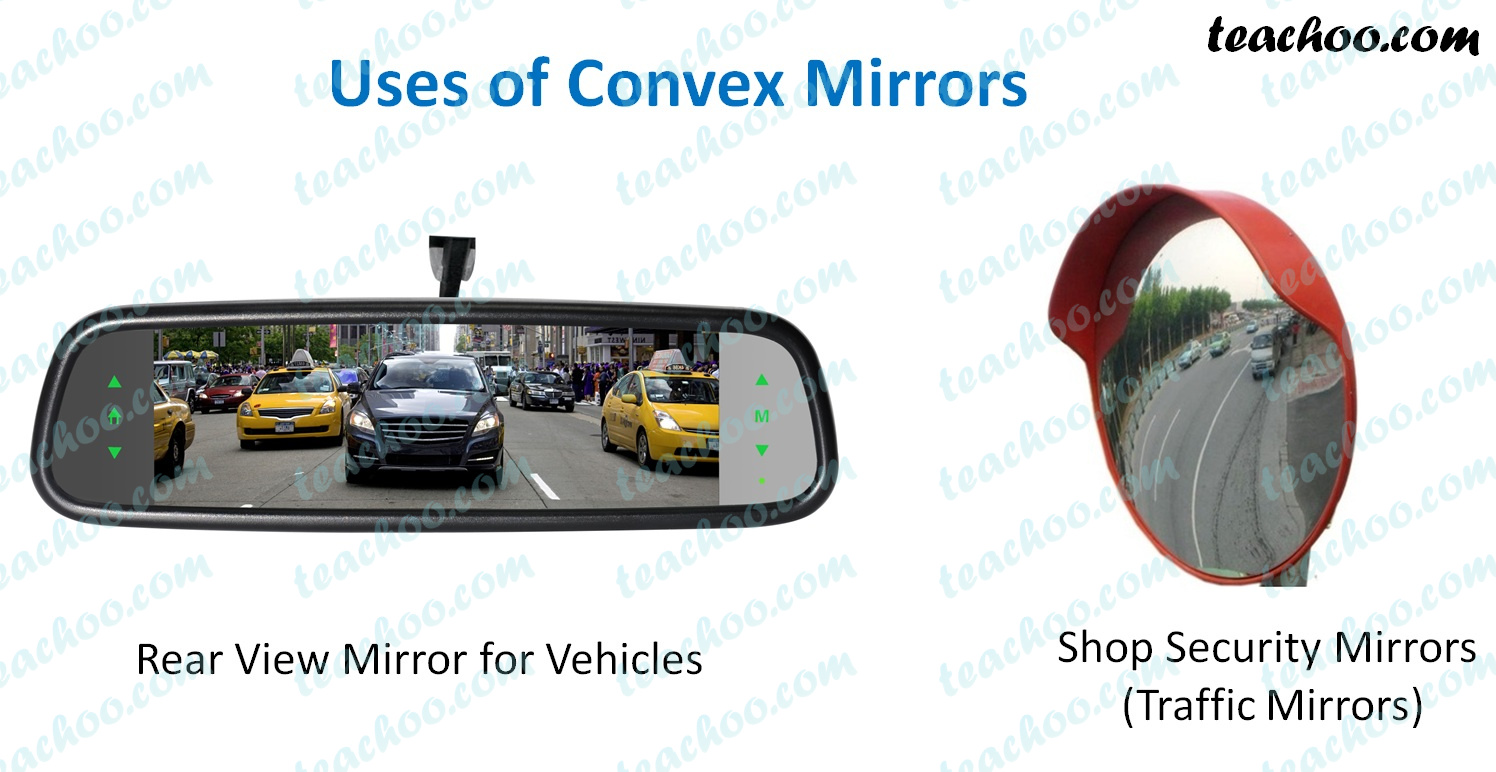 teachoo.com
Uses of Convex Mirrors
M
Rear View Mirror for Vehicles
Shop Security Mirrors
(Traffic Mirrors)